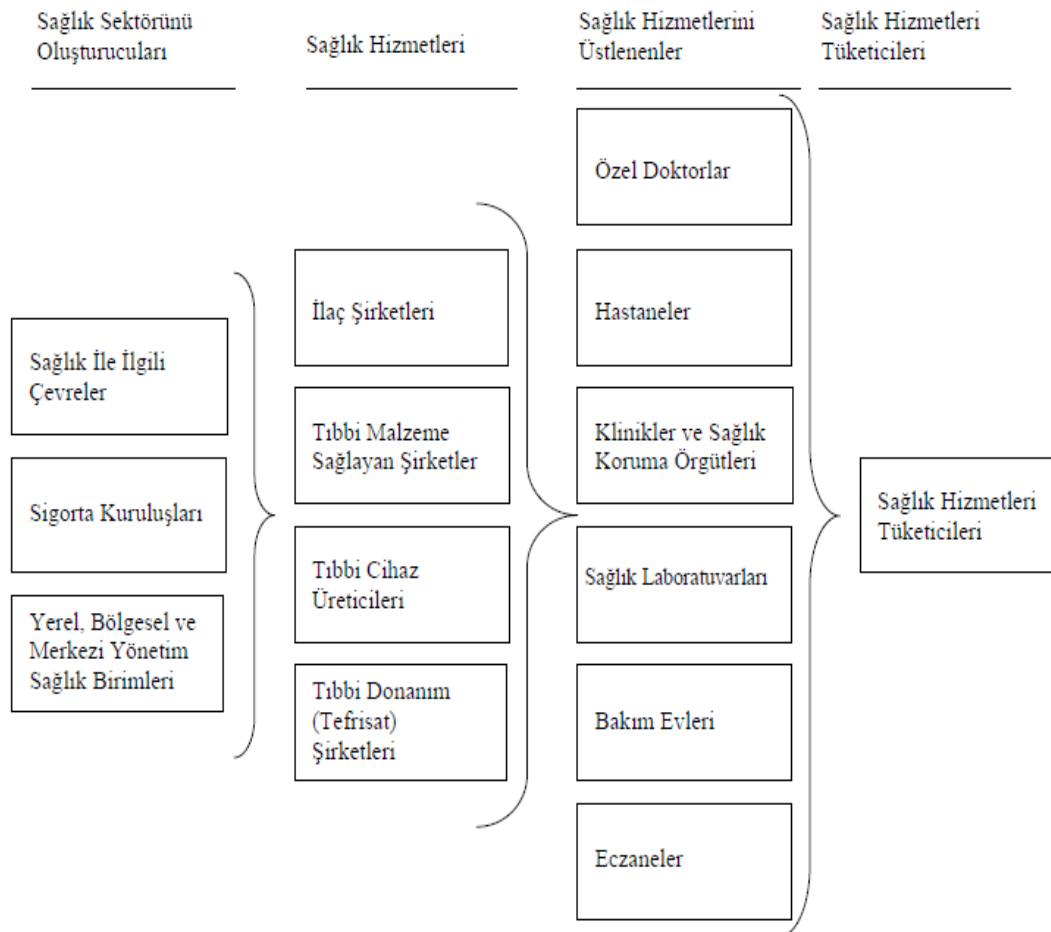 Sağlık Sektörünü
Oluşturucuları
Sağlık Hizmetleri
Sağlık Hizmetlerini
Üstlenenler
Sağlık Hizmetleri
Tüketicileri
Sağlık İle İlgili
Çevreler
Sigorta Kuruluşları
Yerel, Bölgesel ve
Merkezi Yönetim
Sağlık Birimleri
İlaç Şirketleri
Tıbbi Malzeme
Sağlayan Şirketler
Tıbbi Cihaz
Üreticileri
Tıbbi Donanım
(Tefrisat)
Şirketleri
Özel Doktorlar
Hastaneler
Klinikler ve Sağlık
Koruma Örgütleri
Sağlık Laboratuvarları
Bakım Evleri
Eczaneler
Sağlık Hizmetleri
Tüketicileri